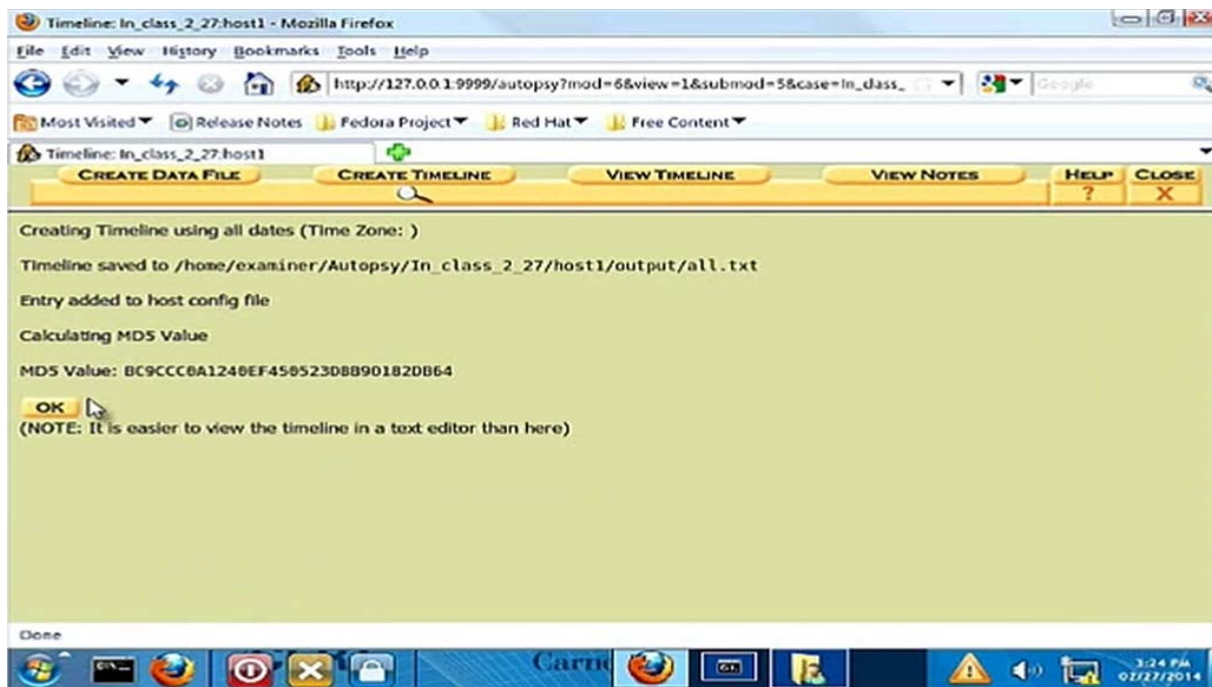 Timeline: In_class_2_27:host1 - Mozilla Firefox
File Edit View History Bookmarks Tools Help
http://127.0.0.1:9999/autopsy?mod=6&view=1&submod=5&case=In_class_
Google
Most Visited Release Notes Fedora Project Red Hat Free Content
Timeline: In_class_2_27:host1
CREATE DATA FILE CREATE TIMELINE VIEW TIMELINE VIEW NOTES HELP CLOSE
? X
Creating Timeline using all dates (Time Zone: )
Timeline saved to /home/examiner/Autopsy/In_class_2_27/host1/output/all.txt
Entry added to host config file
Calculating MD5 Value
MD5 Value: BC9CCC0A1240EF450523D8B90182DB64
OK
(NOTE: It is easier to view the timeline in a text editor than here)
Done
Carne
3:24 PM
02/27/2014